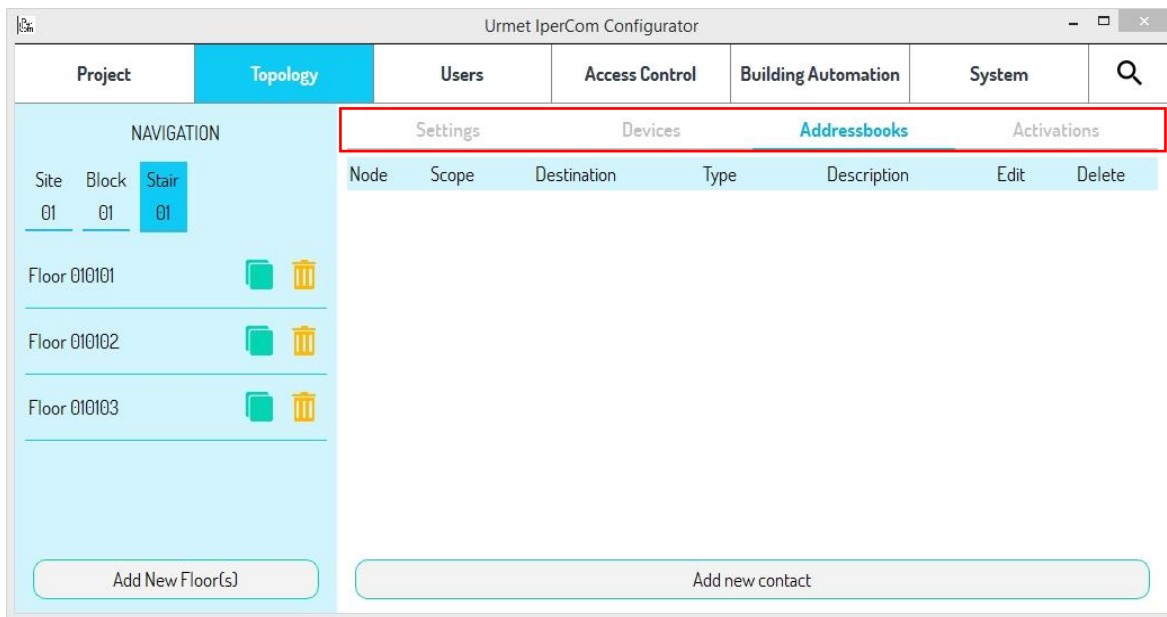 Urmet IperCom Configurator
Project Topology Users Access Control Building Automation System
NAVIGATION
Settings Devices Addressbooks Activations
Site Block Stair
01 01 01
Node Scope Destination Type Description Edit Delete
Floor 010101
Floor 010102
Floor 010103
Add New Floor(s)
Add new contact